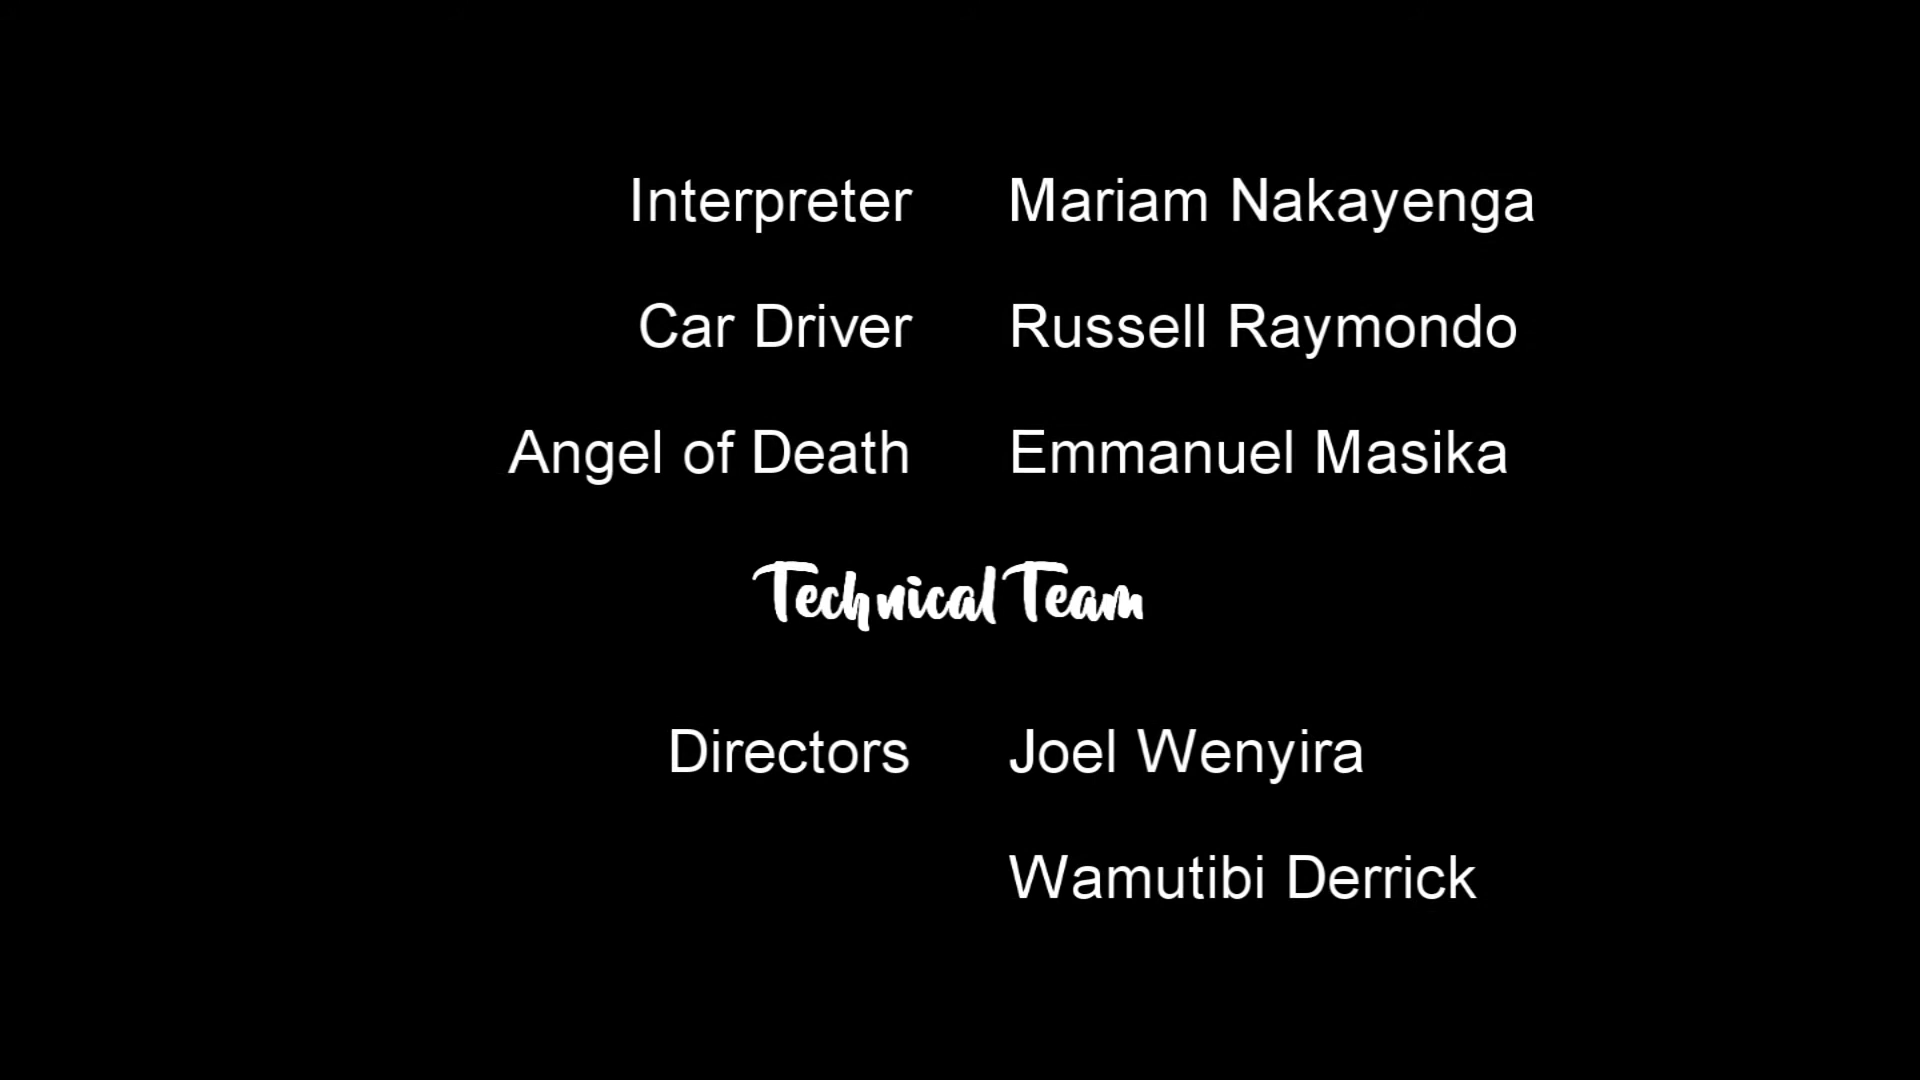 Interpreter Mariam Nakayenga
Car Driver Russell Raymondo
Angel of Death Emmanuel Masika
Technical Team
Directors Joel Wenyira
Wamutibi Derrick